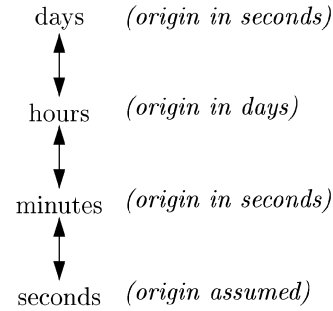 days (origin in seconds)
hours (origin in days)
minutes (origin in seconds)
seconds (origin assumed)